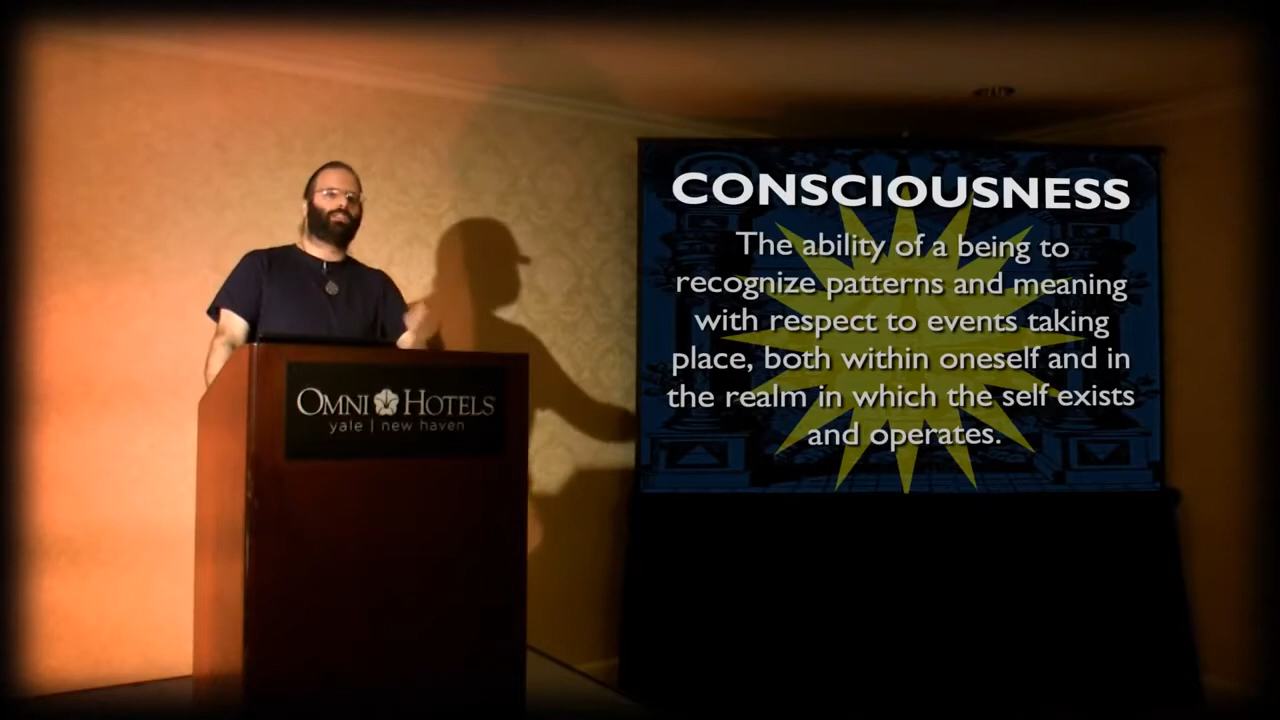 CONSCIOUSNESS
The ability of a being to
recognize patterns and meaning
with respect to events taking
place, both within oneself and in
the realm in which the self exists
and operates.
OMNI HOTELS
yale | new haven